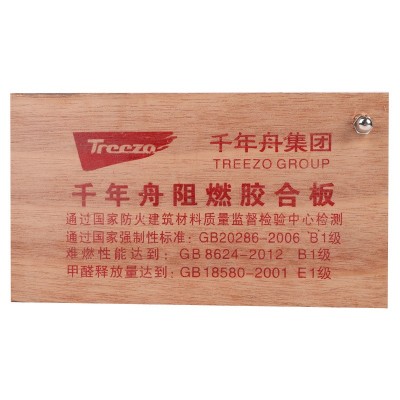 Treezo
千年舟集团
TREEZO GROUP
千年舟阻燃胶合板
通过国家防火建筑材料质量监督检验中心检测
通过国家强制性标准：GB20286-2006 B1级
难燃性能达到：GB8624-2012 B1级
甲醛释放量达到：GB18580-2001 E1级